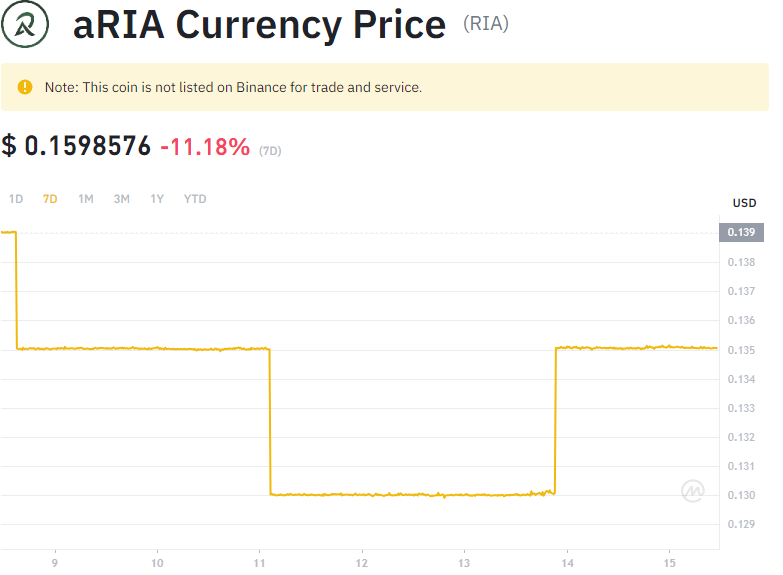 aRIA Currency Price (RIA)
Note: This coin is not listed on Binance for trade and service.
$ 0.1598576 -11.18% (7D)
1D 7D 1M 3M 1Y YTD
USD
0.139
0.138
0.137
0.136
0.135
0.134
0.133
0.132
0.131
0.130
0.129
9 10 11 12 13 14 15